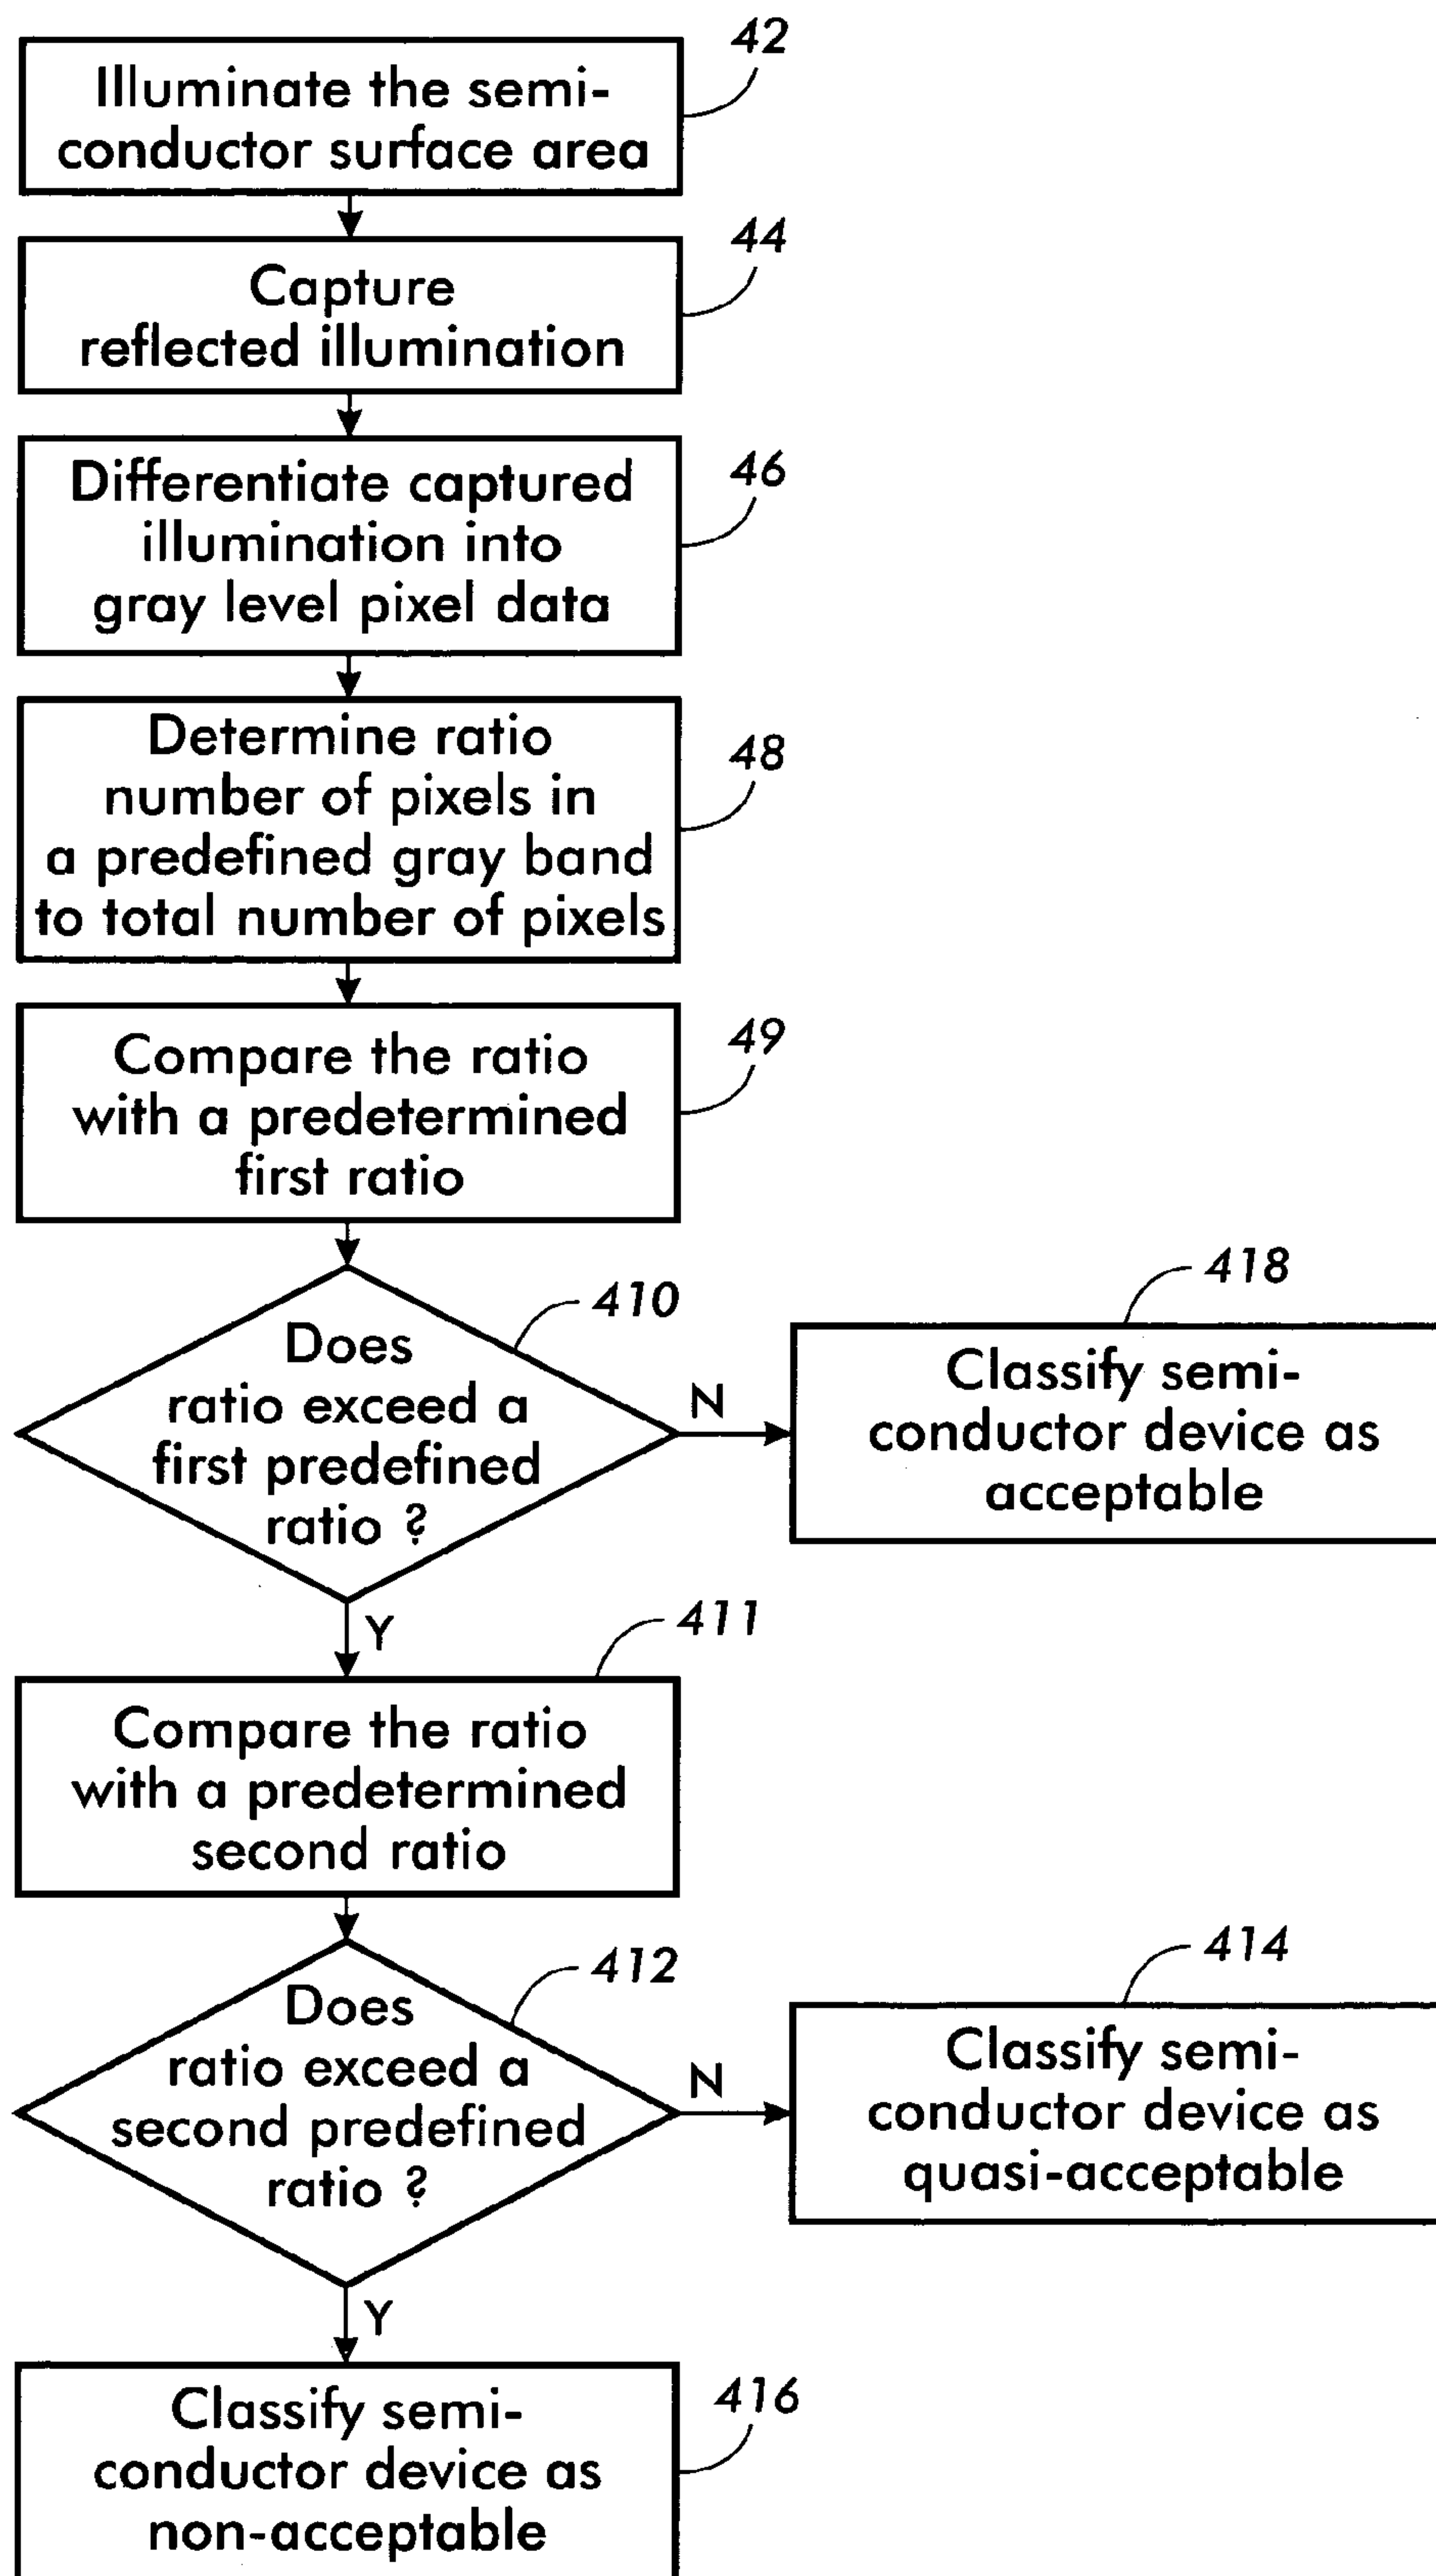 42
Illuminate the semi-
conductor surface area
44
Capture
reflected illumination
46
Differentiate captured
illumination into
gray level pixel data
48
Determine ratio
number of pixels in
a predefined gray band
to total number of pixels
49
Compare the ratio
with a predetermined
first ratio
410
Does
ratio exceed a
first predefined
ratio ?
N
418
Classify semi-
conductor device as
acceptable
Y
411
Compare the ratio
with a predetermined
second ratio
412
Does
ratio exceed a
second predefined
ratio ?
N
414
Classify semi-
conductor device as
quasi-acceptable
Y
416
Classify semi-
conductor device as
non-acceptable